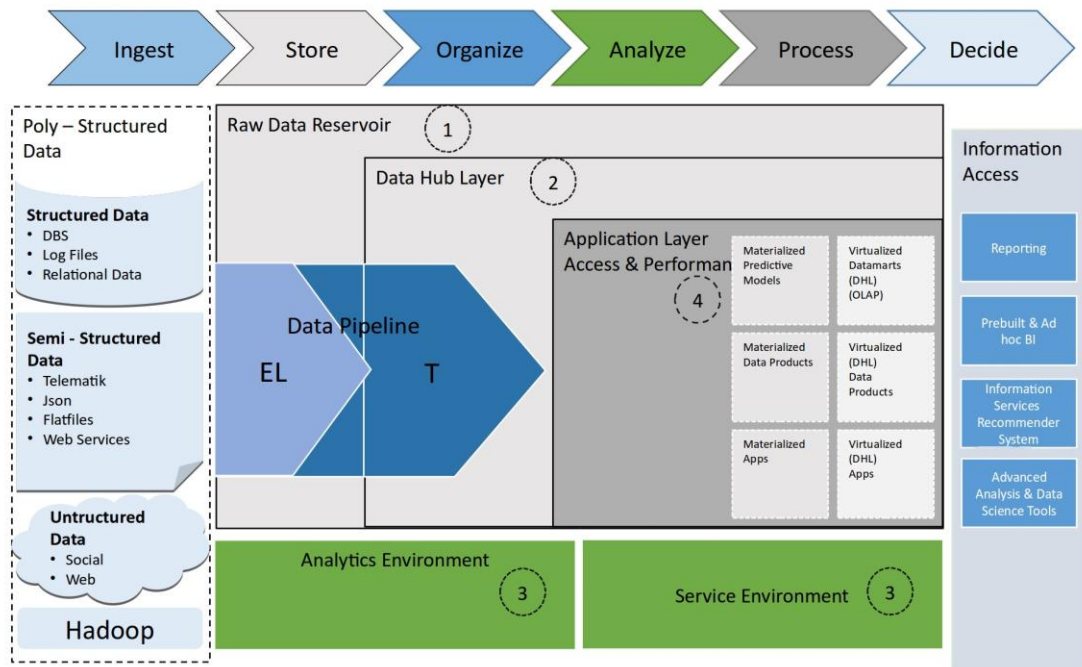 Ingest
Store
Organize
Analyze
Process
Decide
Poly – Structured
Data
Structured Data
• DBS
• Log Files
• Relational Data
Semi - Structured
Data
• Telematik
• Json
• Flatfiles
• Web Services
Untructured
Data
• Social
• Web
Hadoop
Raw Data Reservoir
1
Data Hub Layer
2
Data Pipeline
EL
T
Application Layer
Access & Performan
4
Materialized
Predictive
Models
Virtualized
Datamarts
(DHL)
(OLAP)
Materialized
Data Products
Virtualized
(DHL)
Data
Products
Materialized
Apps
Virtualized
(DHL)
Apps
Analytics Environment
3
Service Environment
3
Information
Access
Reporting
Prebuilt & Ad
hoc BI
Information
Services
Recommender
System
Advanced
Analysis & Data
Science Tools